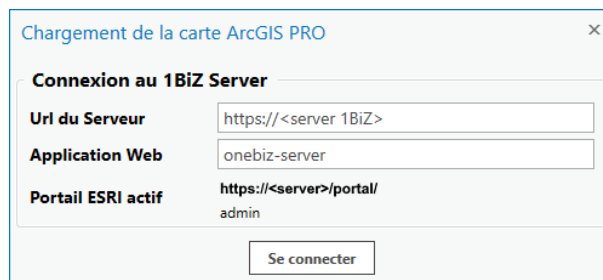 Chargement de la carte ArcGIS PRO
Connexion au 1BiZ Server
Url du Serveur https://<server 1BiZ>
Application Web onebiz-server
Portail ESRI actif https://<server>/portal/
admin
Se connecter